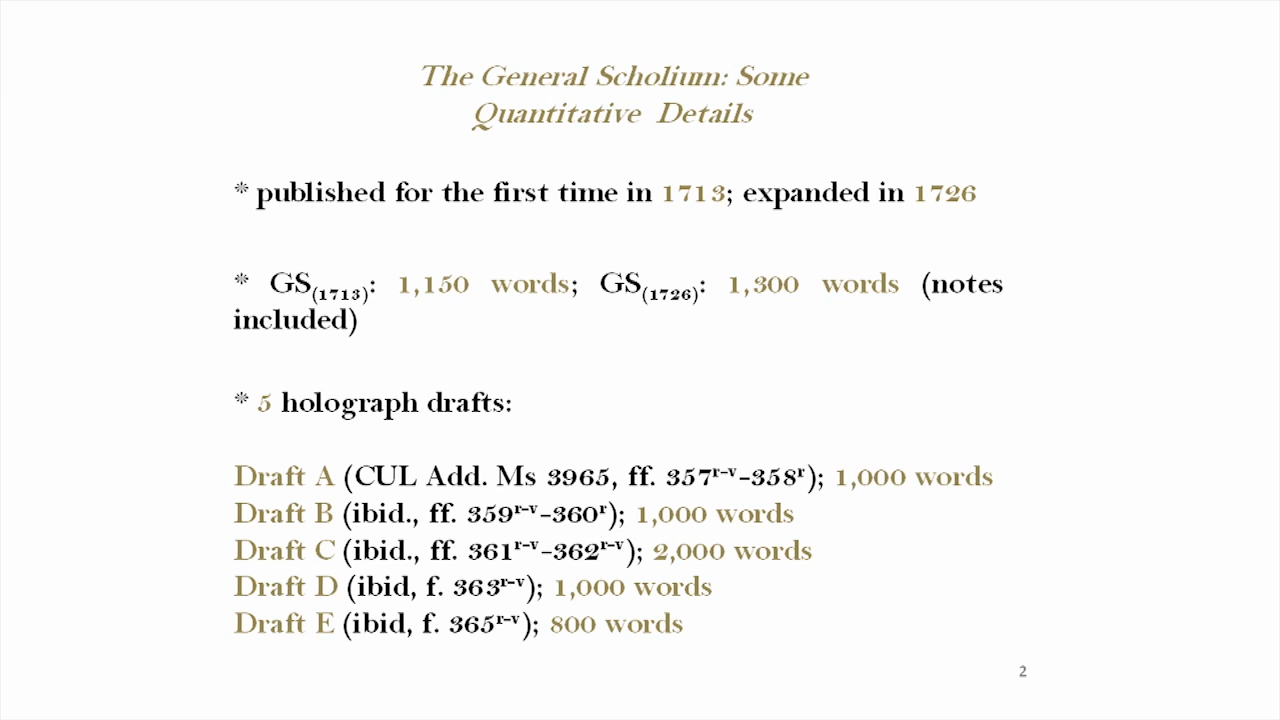 The General Scholium: Some
Quantitative Details
* published for the first time in 1713; expanded in 1726
* GS(1713): 1,150 words; GS(1726): 1,300 words (notes
included)
* 5 holograph drafts:
Draft A (CUL Add. Ms 3965, ff. 357r-v-358r); 1,000 words
Draft B (ibid., ff. 359r-v-360r); 1,000 words
Draft C (ibid., ff. 361r-v-362r-v); 2,000 words
Draft D (ibid, f. 363r-v); 1,000 words
Draft E (ibid, f. 365r-v); 800 words
2